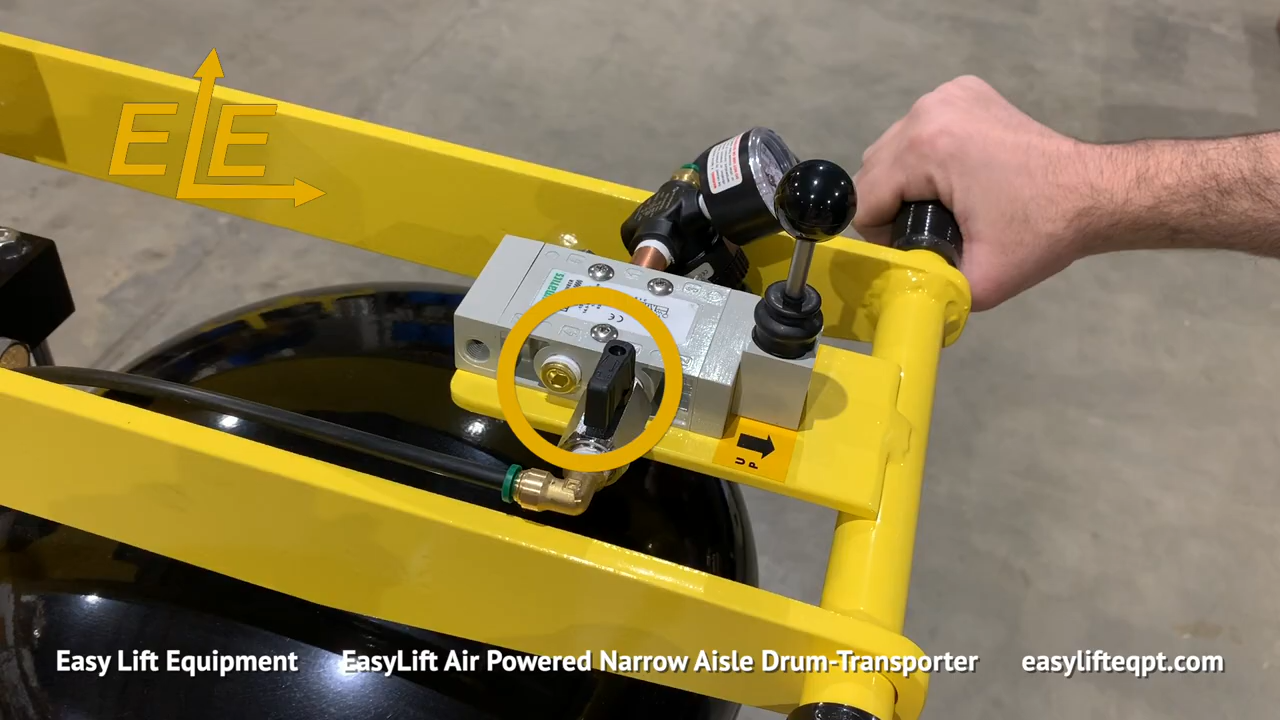 ELE
UP
Easy Lift Equipment
EasyLift Air Powered Narrow Aisle Drum-Transporter
easylifteqpt.com